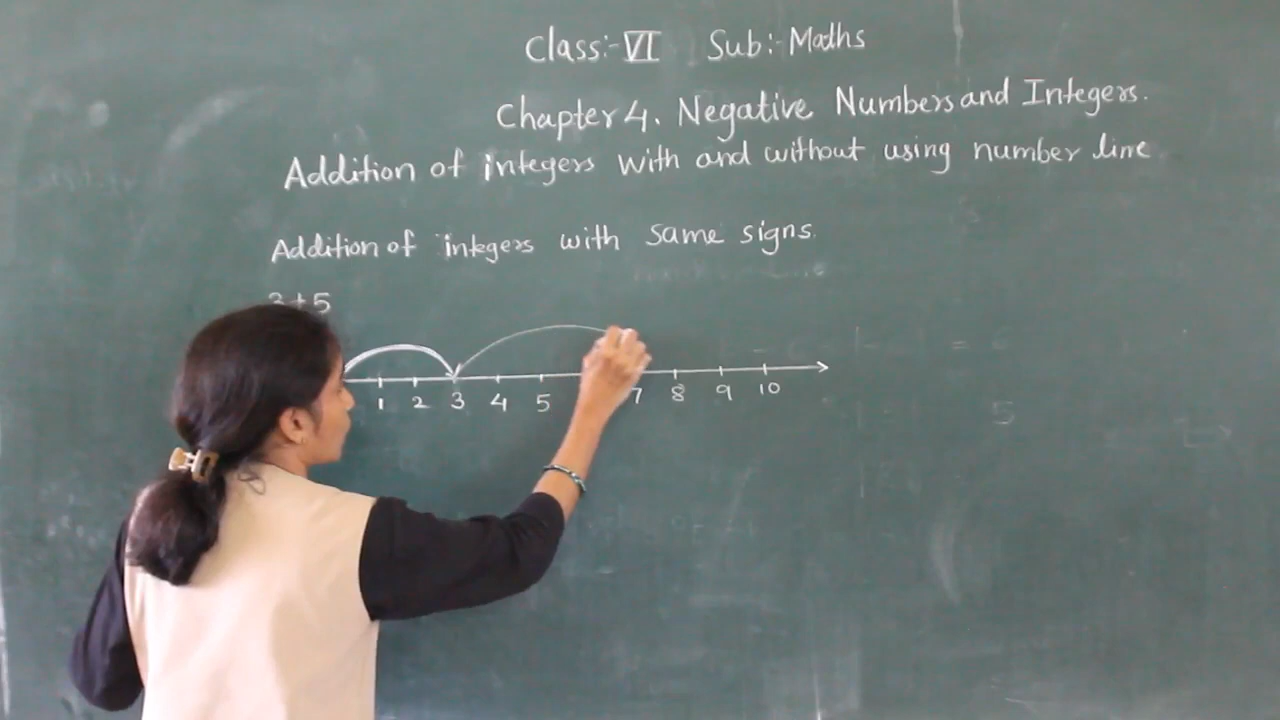 Class:- VI Sub:- Maths
Chapter 4. Negative Numbers and Integers.
Addition of integers with and without using number line
Addition of integers with same signs.
3+5
1 2 3 4 5 7 8 9 10